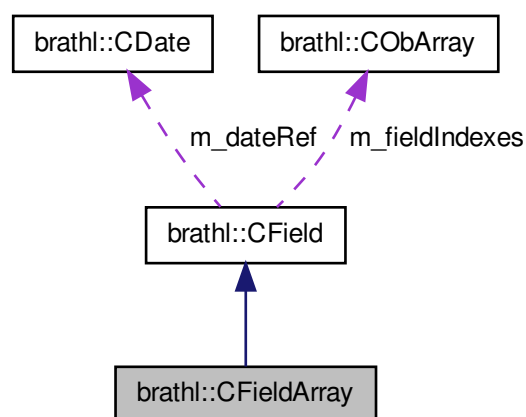 brathl::CDate
brathl::CObArray
m_dateRef
m_fieldIndexes
brathl::CField
brathl::CFieldArray